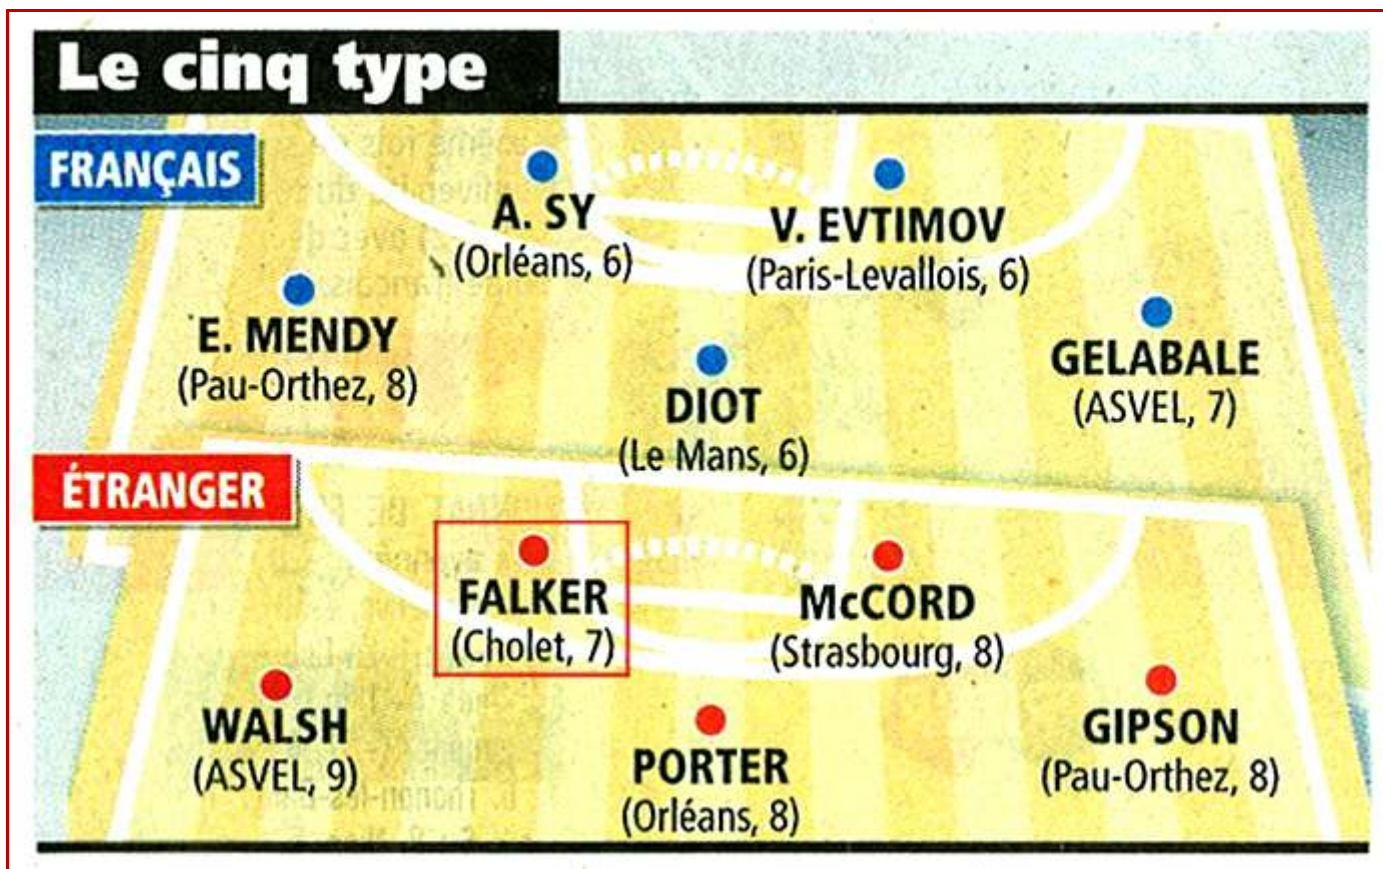 Le cinq type
FRANÇAIS
A. SY
(Orléans, 6)
V. EVTIMOV
(Paris-Levallois, 6)
E. MENDY
(Pau-Orthez, 8)
GELABALE
(ASVEL, 7)
DIOT
(Le Mans, 6)
ÉTRANGER
FALKER
(Cholet, 7)
McCORD
(Strasbourg, 8)
WALSH
(ASVEL, 9)
PORTER
(Orléans, 8)
GIPSON
(Pau-Orthez, 8)